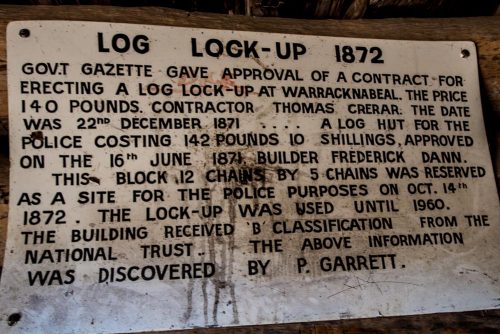 LOG LOCK-UP 1872
GOV.T GAZETTE GAVE APPROVAL OF A CONTRACT FOR
ERECTING A LOG LOCK-UP AT WARRACKNABEAL. THE PRICE
140 POUNDS. CONTRACTOR THOMAS CRERAR. THE DATE
WAS 22ND DECEMBER 1871 .... A LOG HUT FOR THE
POLICE COSTING 142 POUNDS 10 SHILLINGS, APPROVED
ON THE 16TH JUNE 1871, BUILDER FREDERICK DANN.
THIS BLOCK 12 CHAINS BY 5 CHAINS WAS RESERVED
AS A SITE FOR THE POLICE PURPOSES ON OCT. 14TH
1872. THE LOCK-UP WAS USED UNTIL 1960.
THE BUILDING RECEIVED 'B' CLASSIFICATION FROM THE
NATIONAL TRUST.. THE ABOVE INFORMATION
WAS DISCOVERED BY P. GARRETT.